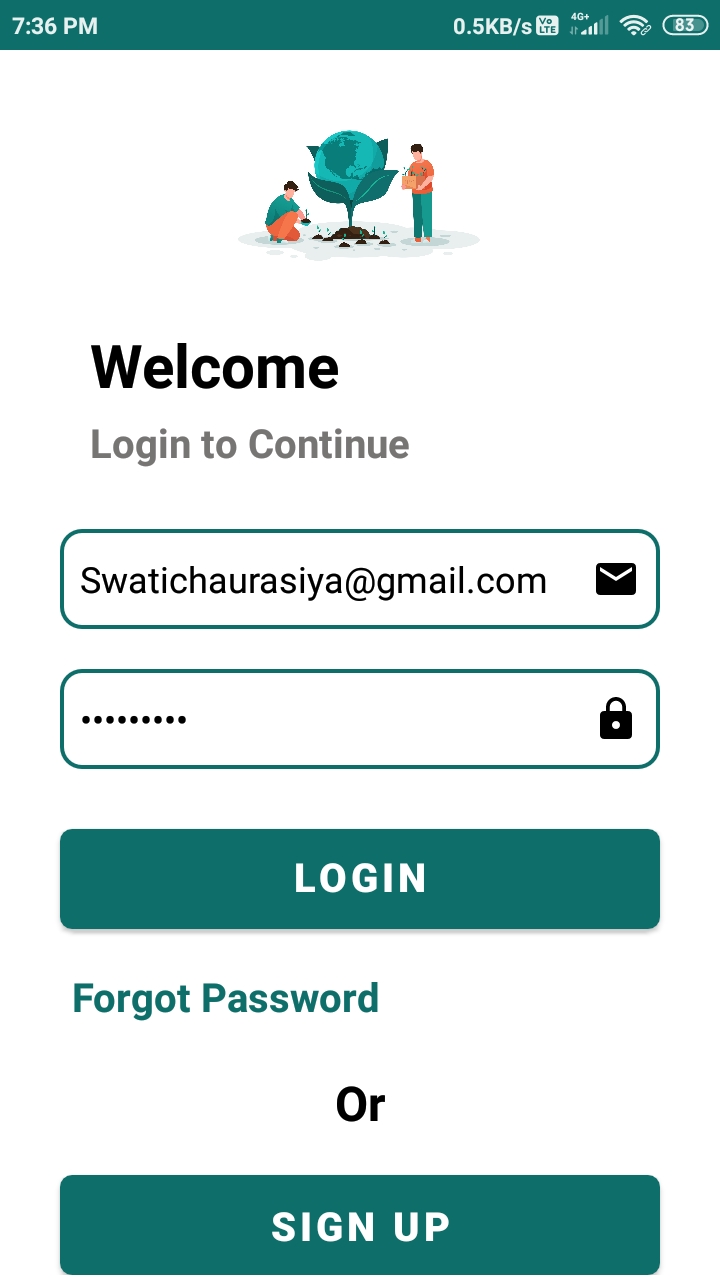 7:36 PM 0.5KB/s Vo LTE 4G+ 83
Welcome
Login to Continue
Swatichaurasiya@gmail.com
•••••••••
LOGIN
Forgot Password
Or
SIGN UP